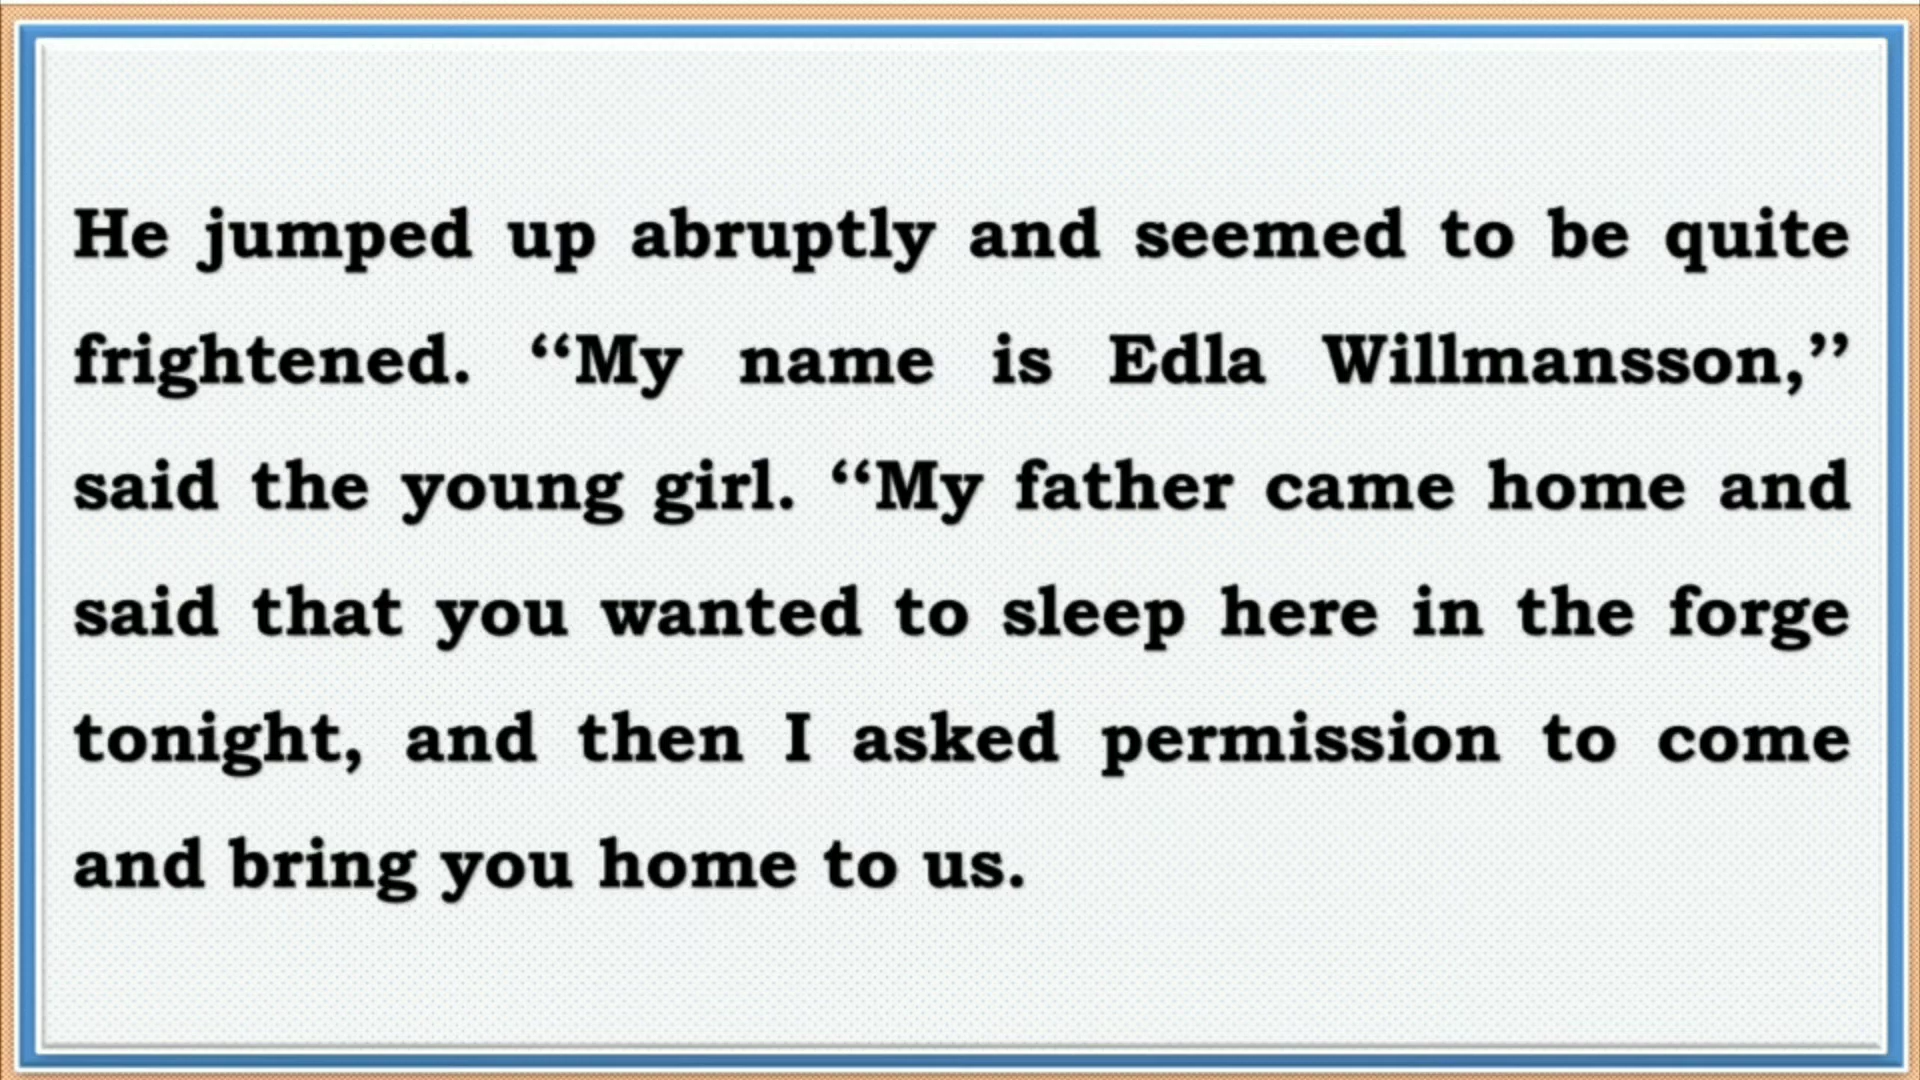 He jumped up abruptly and seemed to be quite
frightened. “My name is Edla Willmansson,”
said the young girl. “My father came home and
said that you wanted to sleep here in the forge
tonight, and then I asked permission to come
and bring you home to us.